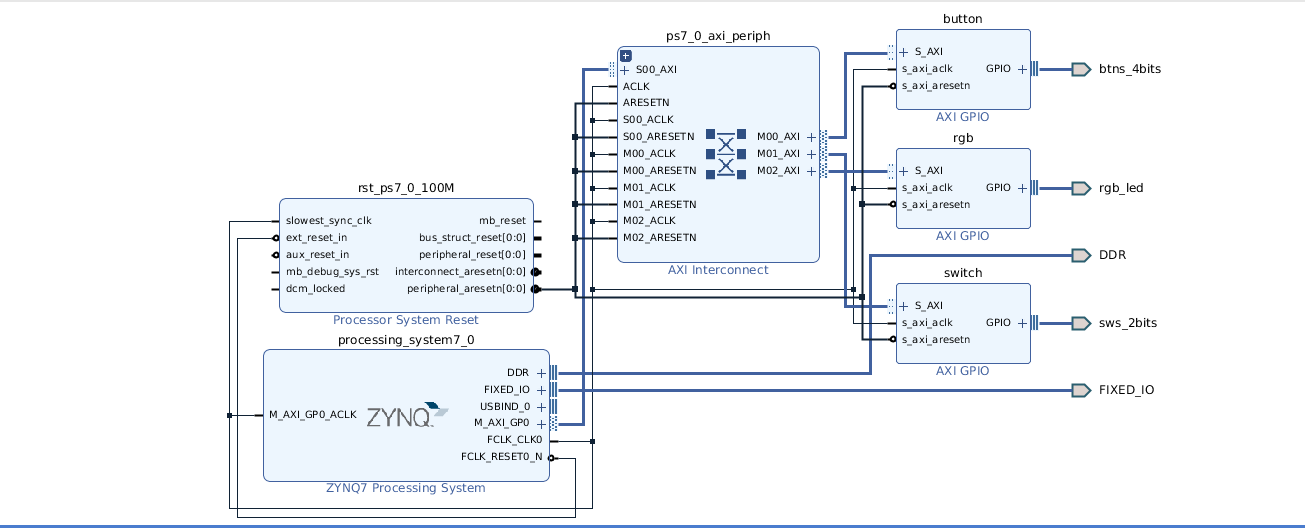 button
S_AXI
s_axi_aclk
s_axi_aresetn
GPIO
AXI GPIO
btns_4bits
ps7_0_axi_periph
S00_AXI
ACLK
ARESETN
S00_ACLK
S00_ARESETN
M00_ACLK
M00_ARESETN
M01_ACLK
M01_ARESETN
M02_ACLK
M02_ARESETN
M00_AXI
M01_AXI
M02_AXI
AXI Interconnect
rgb
S_AXI
s_axi_aclk
s_axi_aresetn
GPIO
AXI GPIO
rgb_led
rst_ps7_0_100M
slowest_sync_clk
ext_reset_in
aux_reset_in
mb_debug_sys_rst
dcm_locked
mb_reset
bus_struct_reset[0:0]
peripheral_reset[0:0]
interconnect_aresetn[0:0]
peripheral_aresetn[0:0]
Processor System Reset
DDR
switch
S_AXI
s_axi_aclk
s_axi_aresetn
GPIO
AXI GPIO
sws_2bits
processing_system7_0
M_AXI_GP0_ACLK
ZYNQ
DDR
FIXED_IO
USBIND_0
M_AXI_GP0
FCLK_CLK0
FCLK_RESET0_N
ZYNQ7 Processing System
FIXED_IO